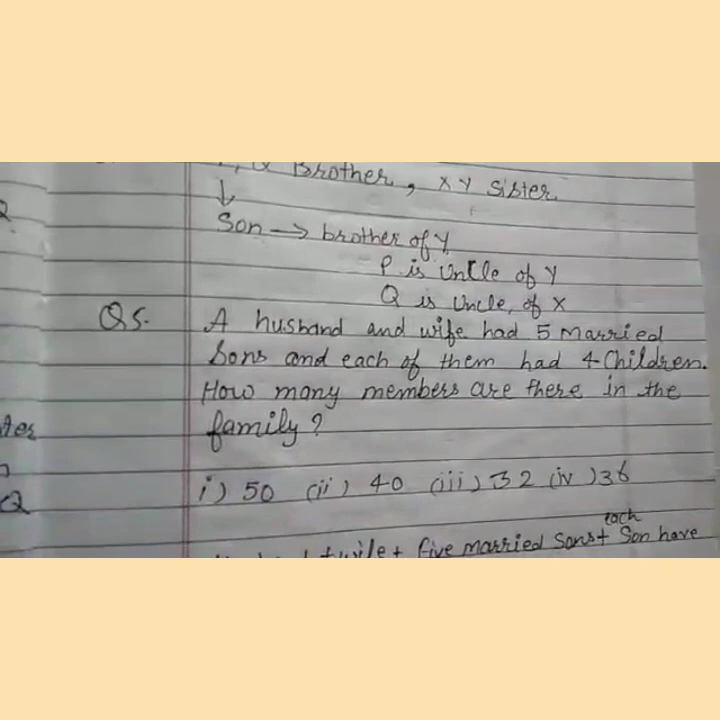 Brother, X Y Sister
Son → brother of Y
P is Uncle of Y
Q is Uncle, of X
Q5. A husband and wife had 5 Married
Sons and each of them had 4 Children.
How many members are there in the
family?
i) 50 (ii) 40 (iii) 32 (iv) 36
each
+ wife + five married sons + Son have
Q